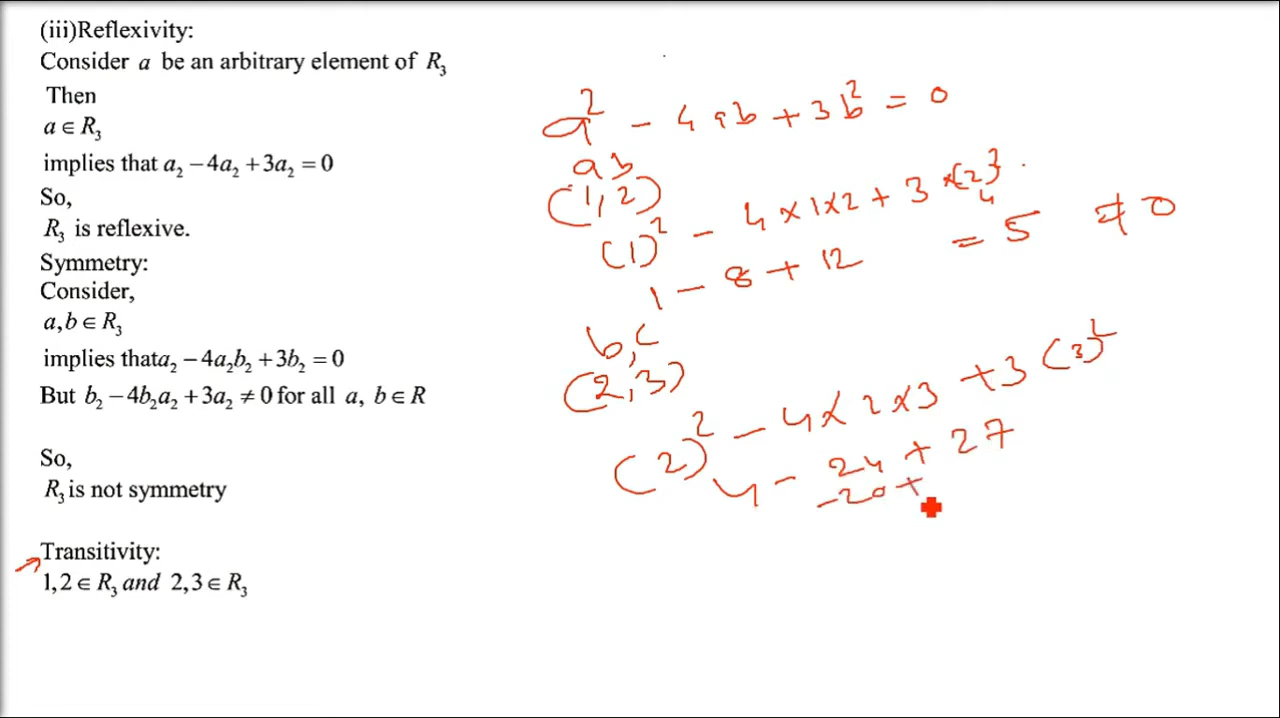 (iii)Reflexivity:
Consider a be an arbitrary element of R₃
Then
a ∈ R₃
implies that a₂ − 4a₂ + 3a₂ = 0
So,
R₃ is reflexive.
Symmetry:
Consider,
a,b ∈ R₃
implies thata₂ − 4a₂b₂ + 3b₂ = 0
But b₂ − 4b₂a₂ + 3a₂ ≠ 0 for all a, b ∈ R
So,
R₃ is not symmetry
Transitivity:
1,2 ∈ R₃ and 2,3 ∈ R₃
a² − 4ab + 3b² = 0
a b
(1,2)
(1)² − 4×1×2 + 3×(2)²
4
1 − 8 + 12 = 5 ≠ 0
b,c
(2,3)
(2)² − 4×2×3 +3(3)²
4 − 24 + 27
−20+